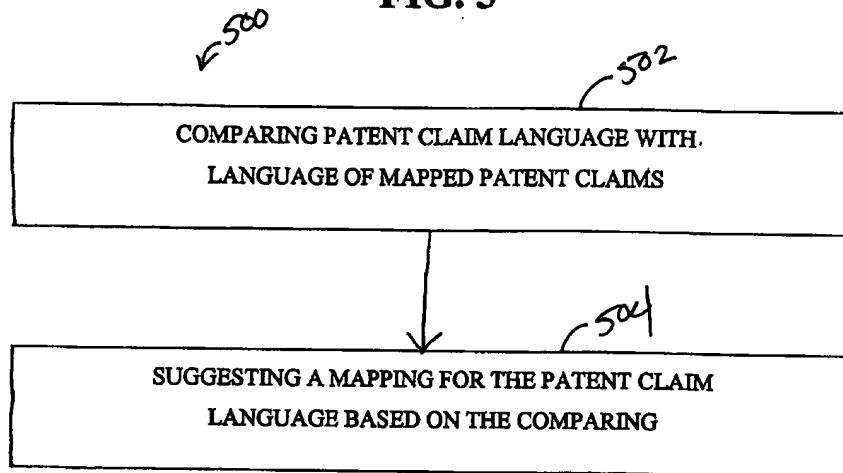 FIG. 5
500
502
COMPARING PATENT CLAIM LANGUAGE WITH
LANGUAGE OF MAPPED PATENT CLAIMS
504
SUGGESTING A MAPPING FOR THE PATENT CLAIM
LANGUAGE BASED ON THE COMPARING